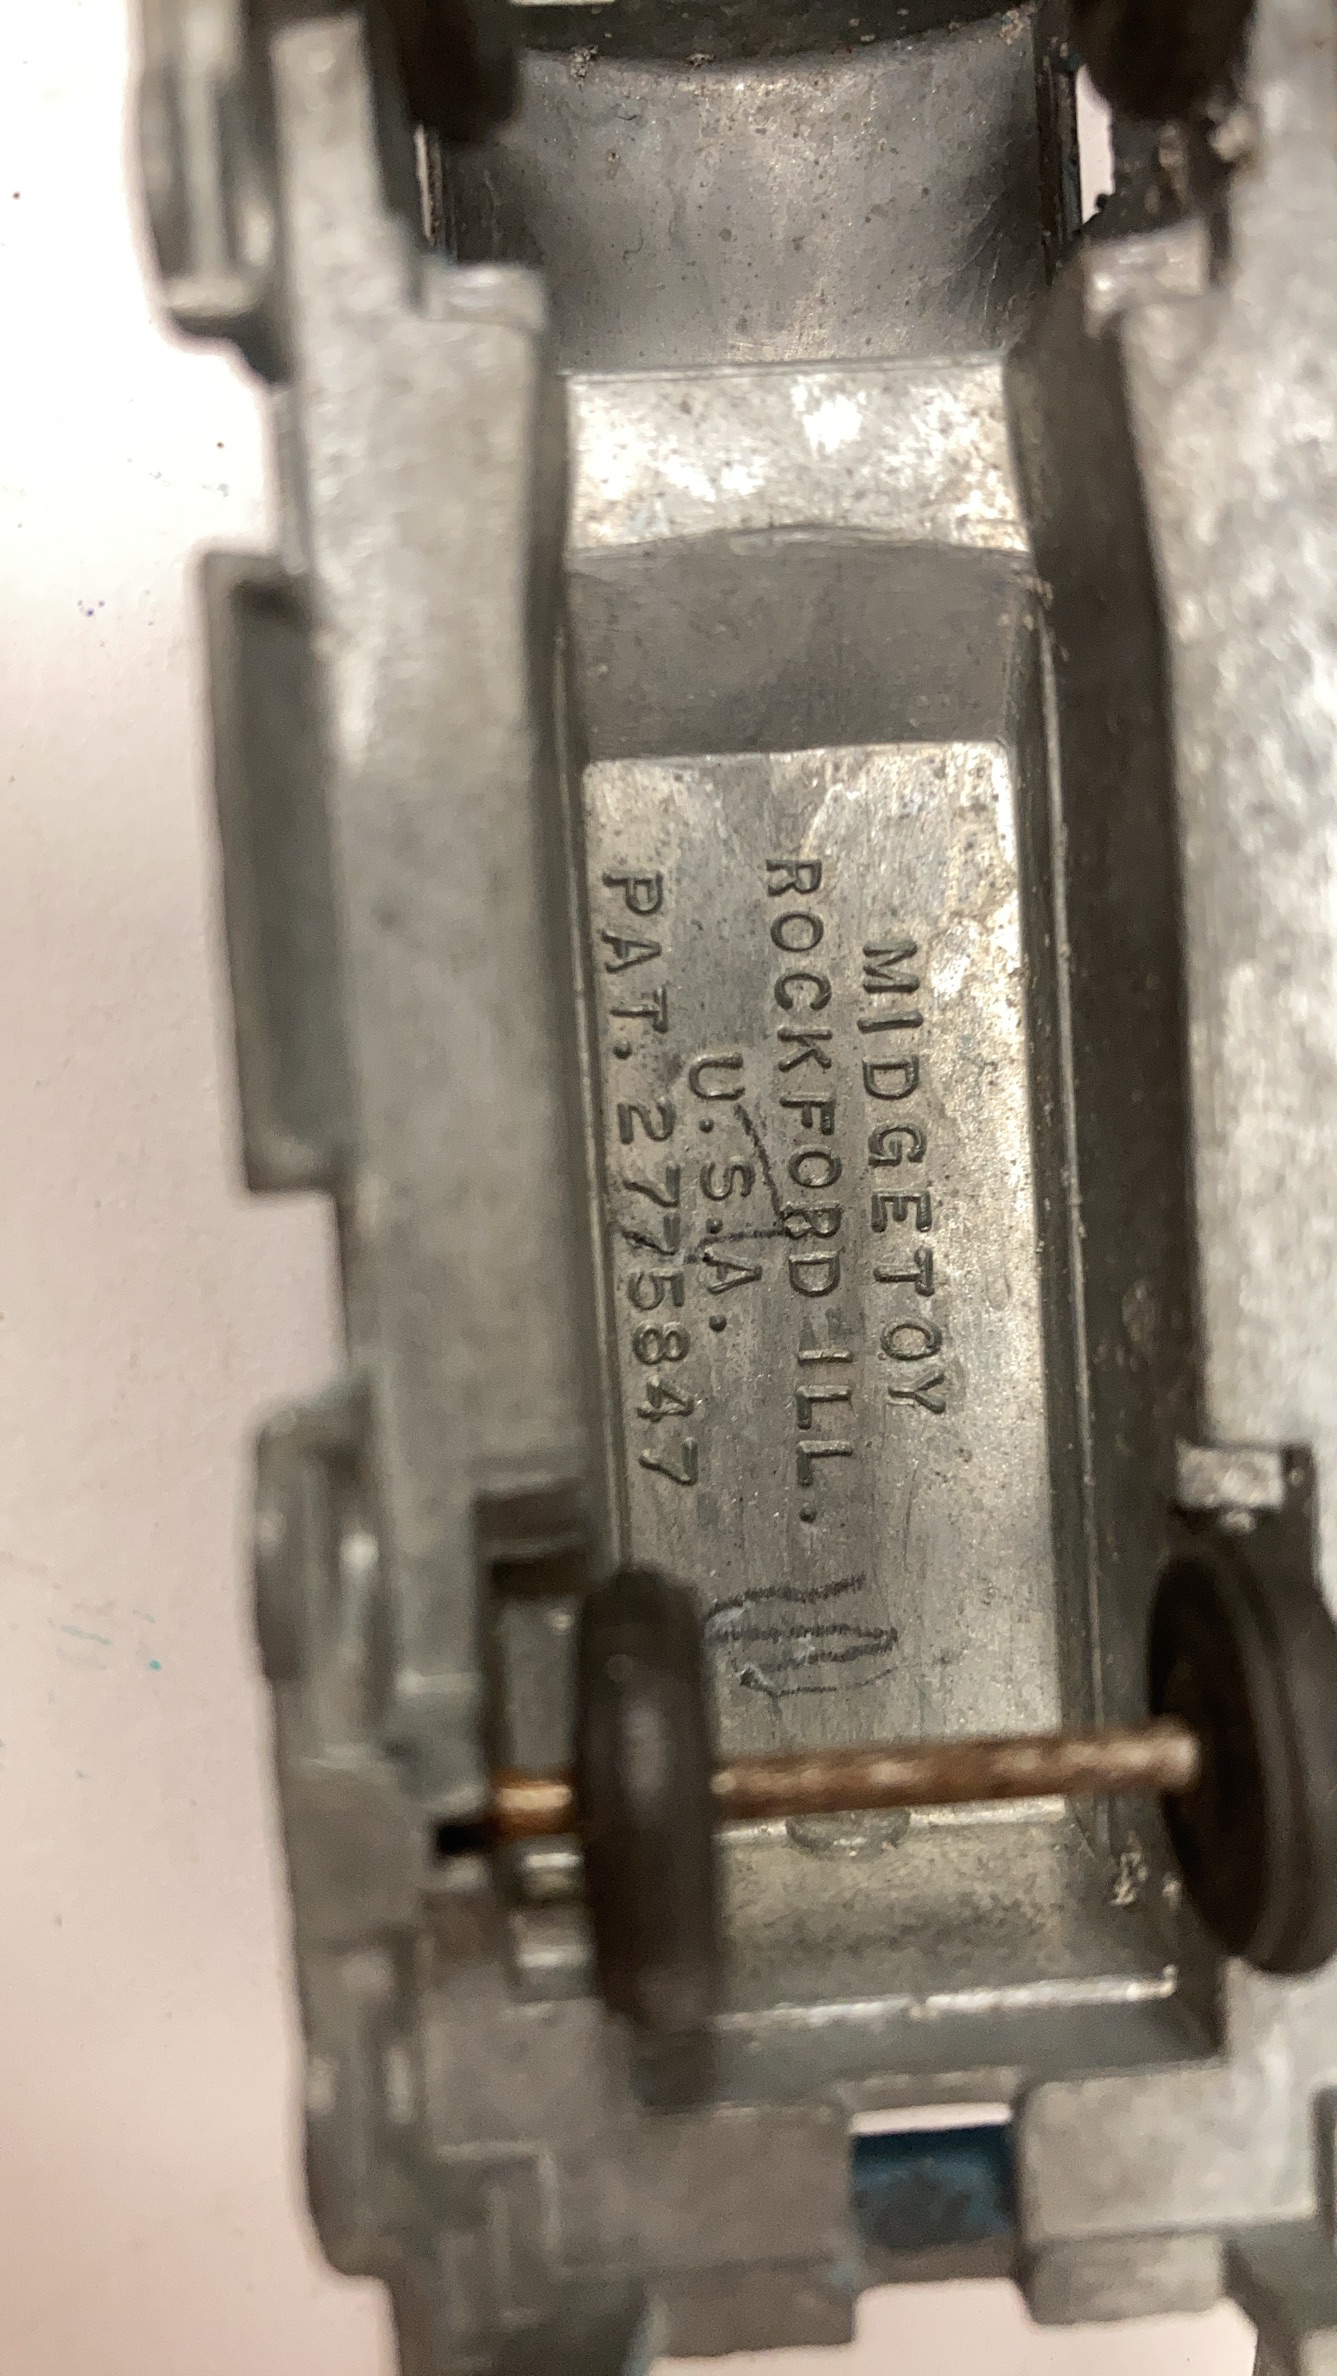 MIDGETOY
ROCKFORD ILL.
U.S.A.
PAT. 2775847